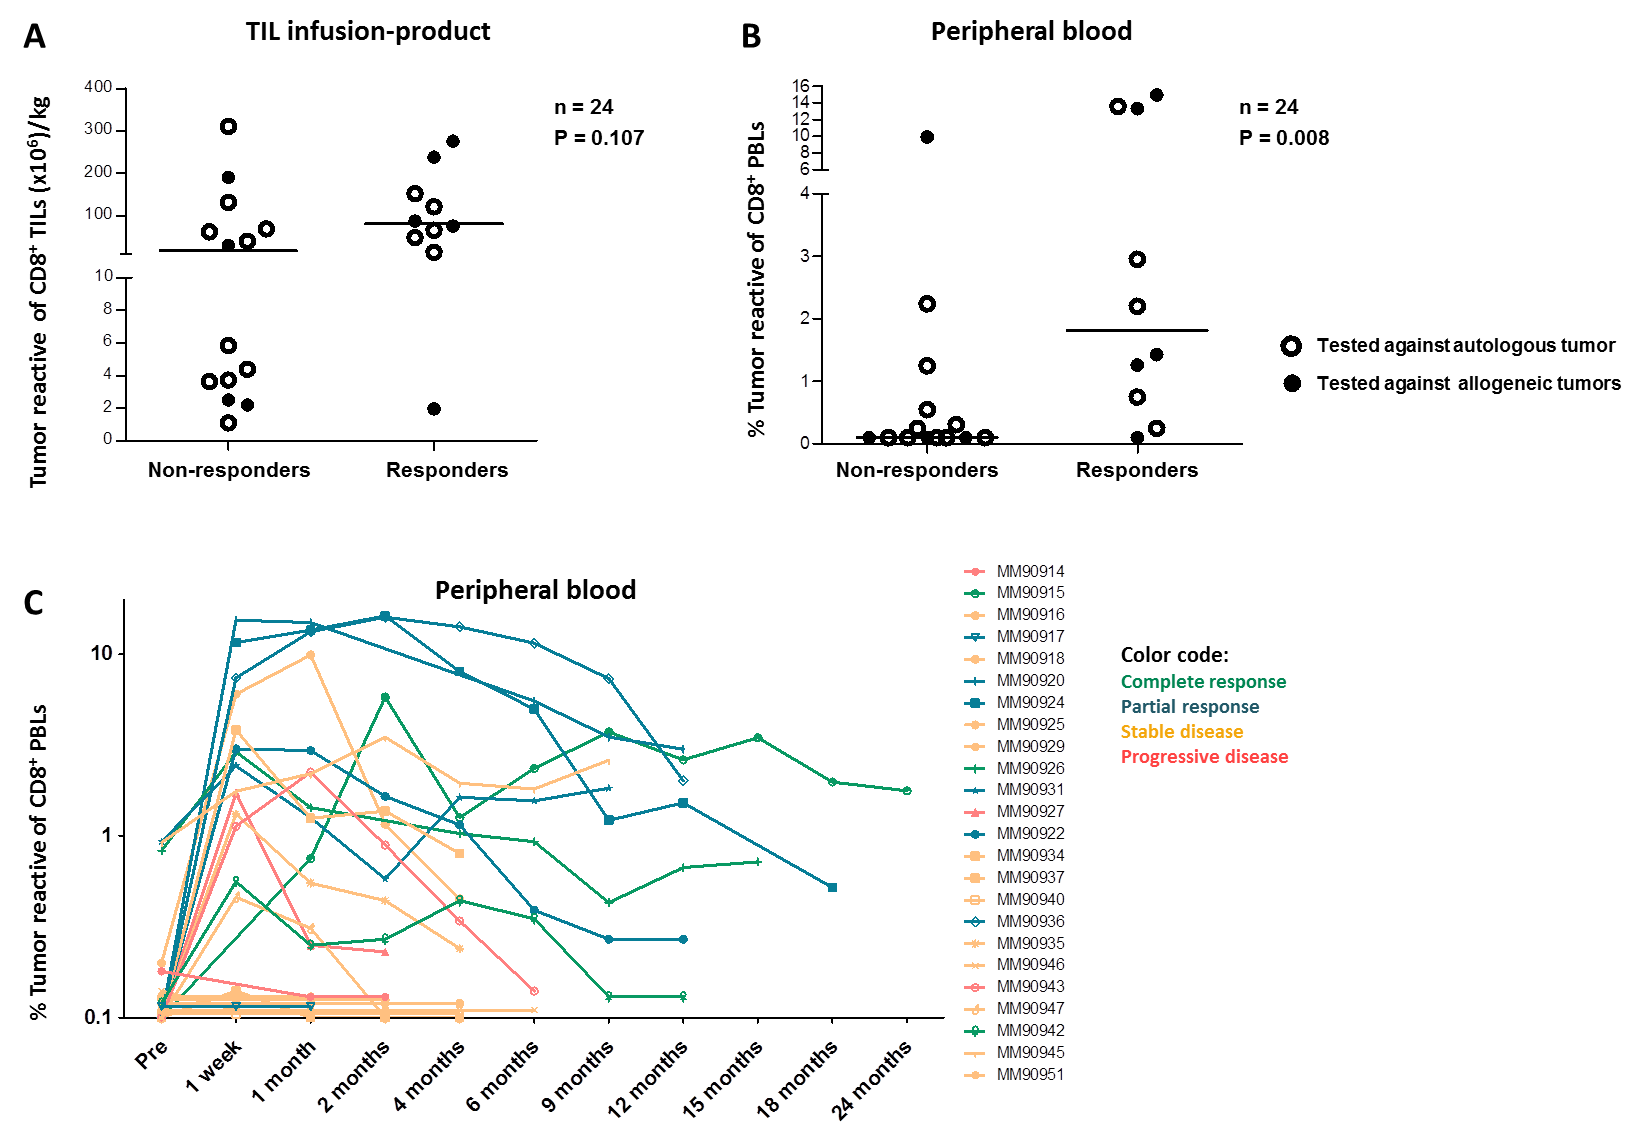 A
TIL infusion-product
Tumor reactive of CD8+ TILs (x10⁶)/kg
400
300
200
100
10
8
6
4
2
0
n = 24
P = 0.107
Non-responders
Responders
B
Peripheral blood
% Tumor reactive of CD8+ PBLs
16
14
12
10
8
6
4
3
2
1
0
n = 24
P = 0.008
Non-responders
Responders
Tested against autologous tumor
Tested against allogeneic tumors
C
Peripheral blood
% Tumor reactive of CD8+ PBLs
10
1
0.1
Pre
1 week
1 month
2 months
4 months
6 months
9 months
12 months
15 months
18 months
24 months
MM90914
MM90915
MM90916
MM90917
MM90918
MM90920
MM90924
MM90925
MM90929
MM90926
MM90931
MM90927
MM90922
MM90934
MM90937
MM90940
MM90936
MM90935
MM90946
MM90943
MM90947
MM90942
MM90945
MM90951
Color code:
Complete response
Partial response
Stable disease
Progressive disease